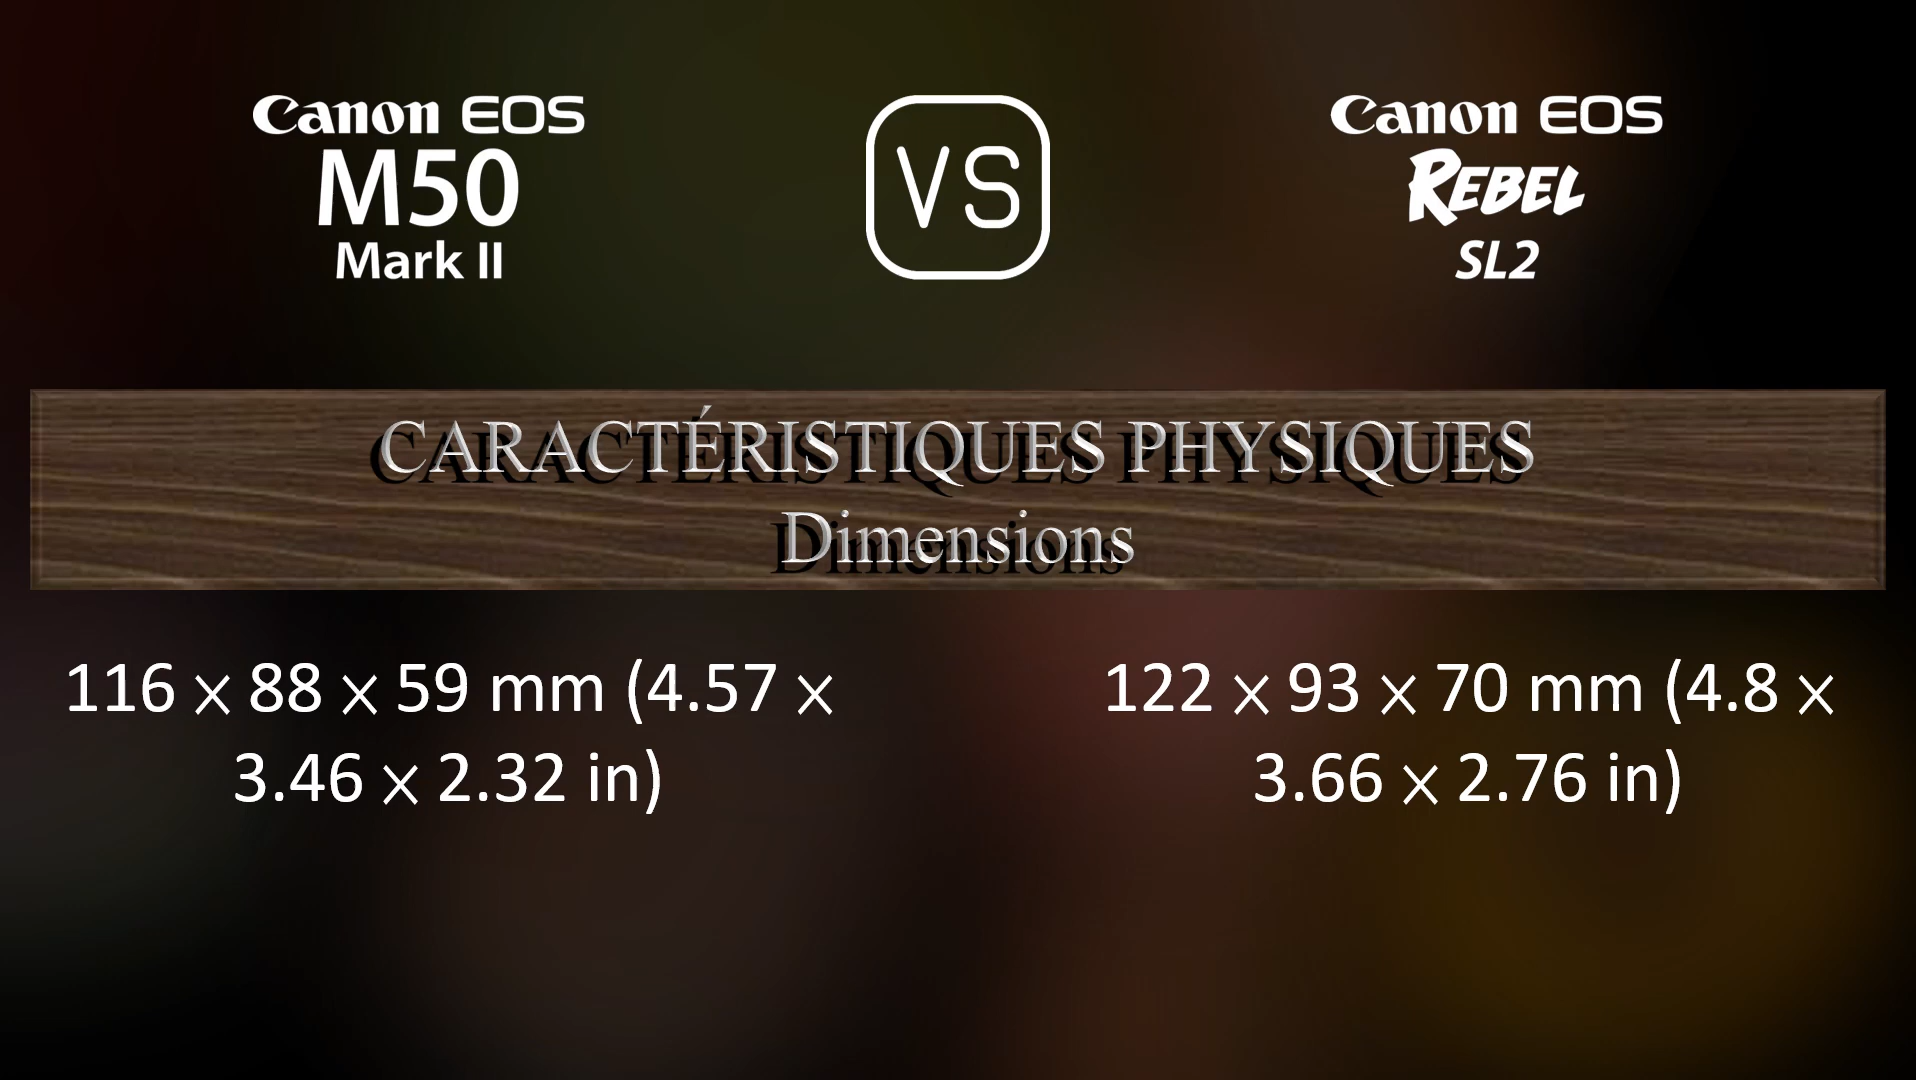 Canon EOS
M50
Mark II
VS
Canon EOS
REBEL
SL2
CARACTÉRISTIQUES PHYSIQUES
Dimensions
116 x 88 x 59 mm (4.57 x
3.46 x 2.32 in)
122 x 93 x 70 mm (4.8 x
3.66 x 2.76 in)